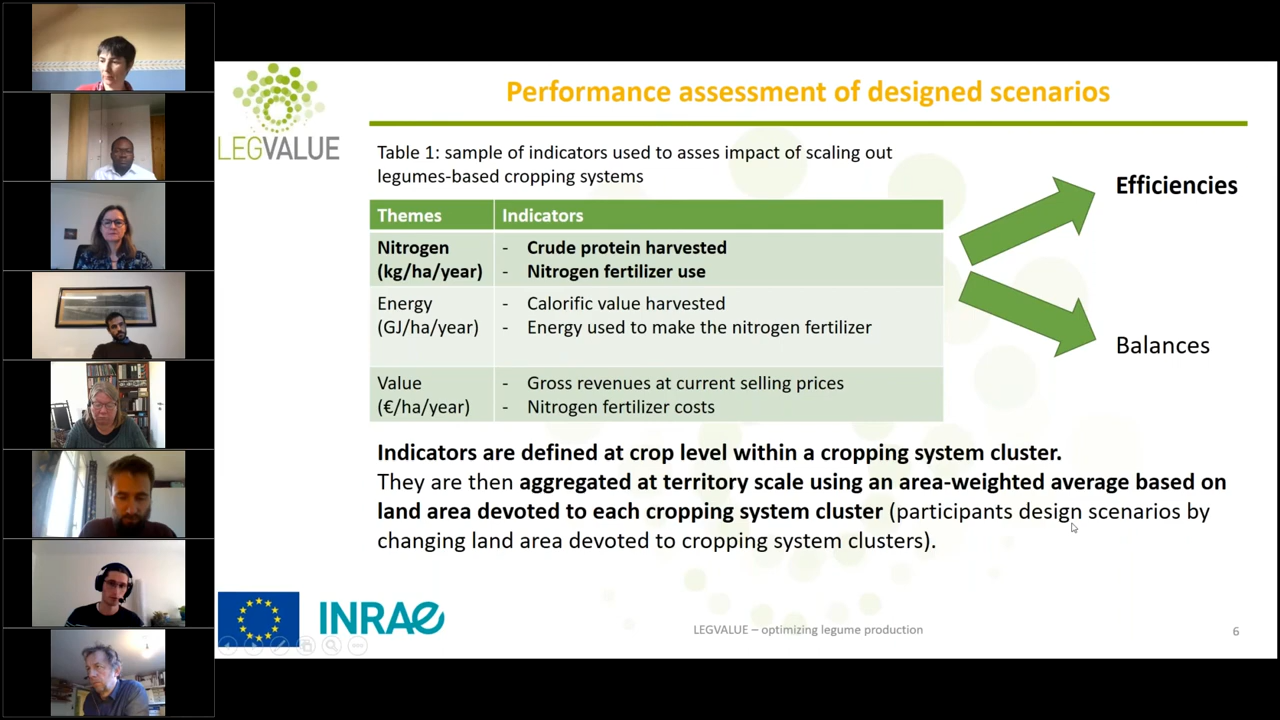 LEGVALUE
Performance assessment of designed scenarios
Table 1: sample of indicators used to asses impact of scaling out
legumes-based cropping systems
Themes Indicators
Nitrogen - Crude protein harvested
(kg/ha/year) - Nitrogen fertilizer use
Energy - Calorific value harvested
(GJ/ha/year) - Energy used to make the nitrogen fertilizer
Value - Gross revenues at current selling prices
(€/ha/year) - Nitrogen fertilizer costs
Efficiencies
Balances
Indicators are defined at crop level within a cropping system cluster.
They are then aggregated at territory scale using an area-weighted average based on
land area devoted to each cropping system cluster (participants design scenarios by
changing land area devoted to cropping system clusters).
INRAE
LEGVALUE – optimizing legume production
6